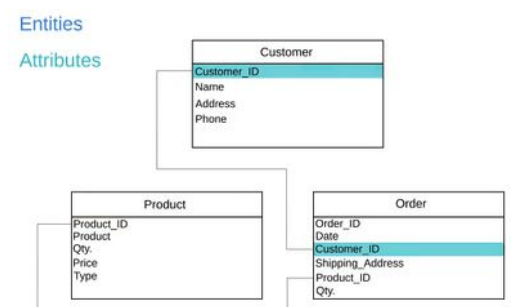 Entities
Attributes
Customer
Customer_ID
Name
Address
Phone
Product
Product_ID
Product
Qty.
Price
Type
Order
Order_ID
Date
Customer_ID
Shipping_Address
Product_ID
Qty.